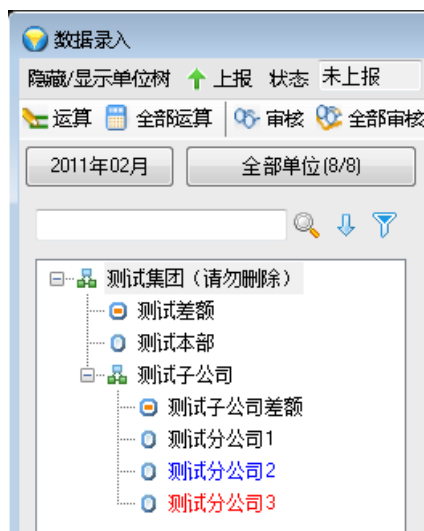 数据录入
隐藏/显示单位树 上报 状态 未上报
运算 全部运算 审核 全部审核
2011年02月 全部单位(8/8)
测试集团（请勿删除）
测试差额
测试本部
测试子公司
测试子公司差额
测试分公司1
测试分公司2
测试分公司3